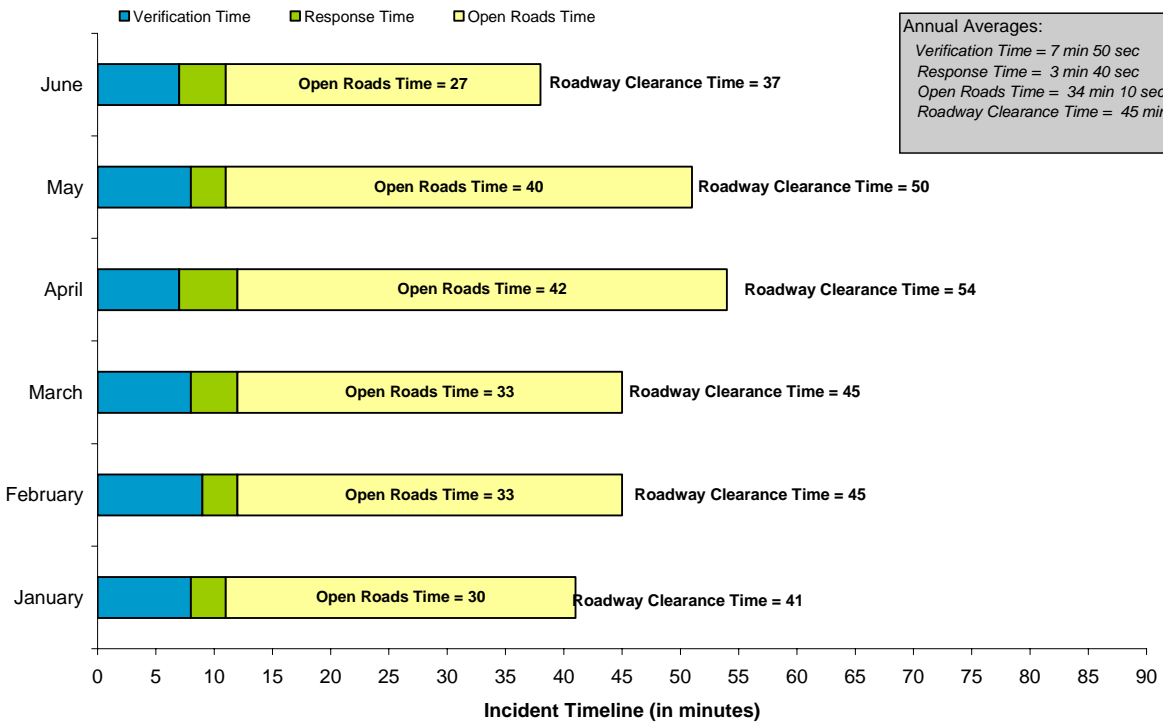 Verification Time Response Time Open Roads Time
Annual Averages:
Verification Time = 7 min 50 sec
Response Time = 3 min 40 sec
Open Roads Time = 34 min 10 sec
Roadway Clearance Time = 45 min
June Open Roads Time = 27 Roadway Clearance Time = 37
May Open Roads Time = 40 Roadway Clearance Time = 50
April Open Roads Time = 42 Roadway Clearance Time = 54
March Open Roads Time = 33 Roadway Clearance Time = 45
February Open Roads Time = 33 Roadway Clearance Time = 45
January Open Roads Time = 30 Roadway Clearance Time = 41
0 5 10 15 20 25 30 35 40 45 50 55 60 65 70 75 80 85 90
Incident Timeline (in minutes)